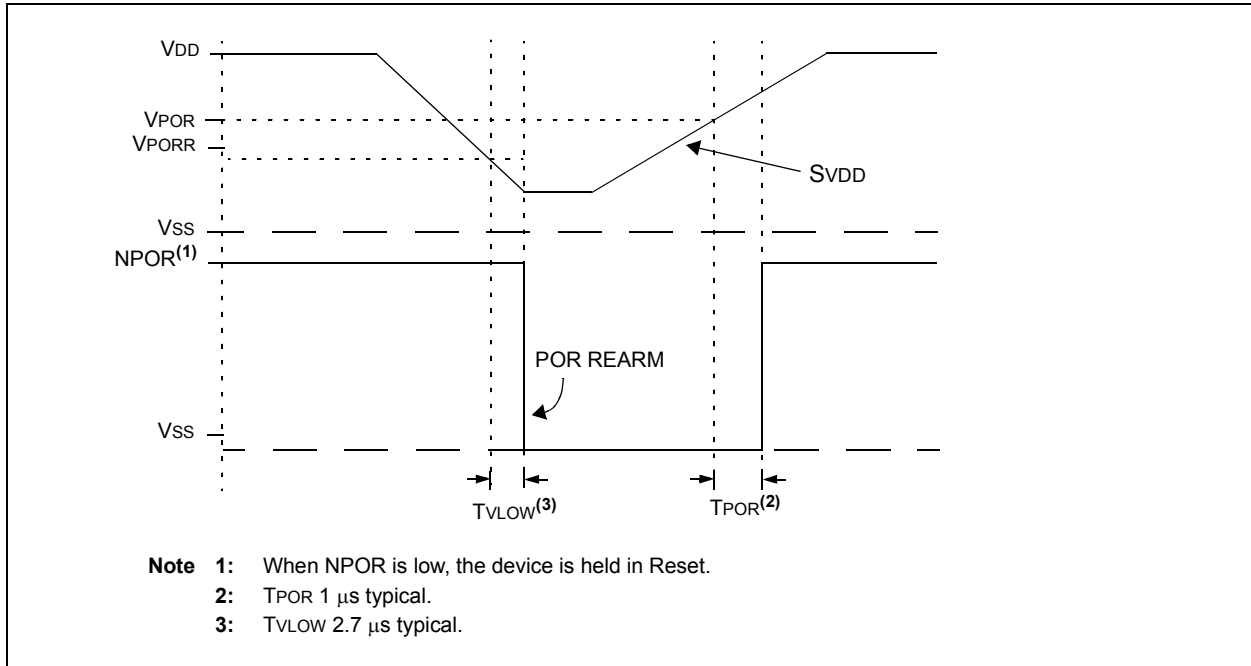 VDD
VPOR
VPORR
SVDD
VSS
NPOR(1)
POR REARM
VSS
TVLOW(3)
TPOR(2)
Note 1: When NPOR is low, the device is held in Reset.
2: TPOR 1 μs typical.
3: TVLOW 2.7 μs typical.